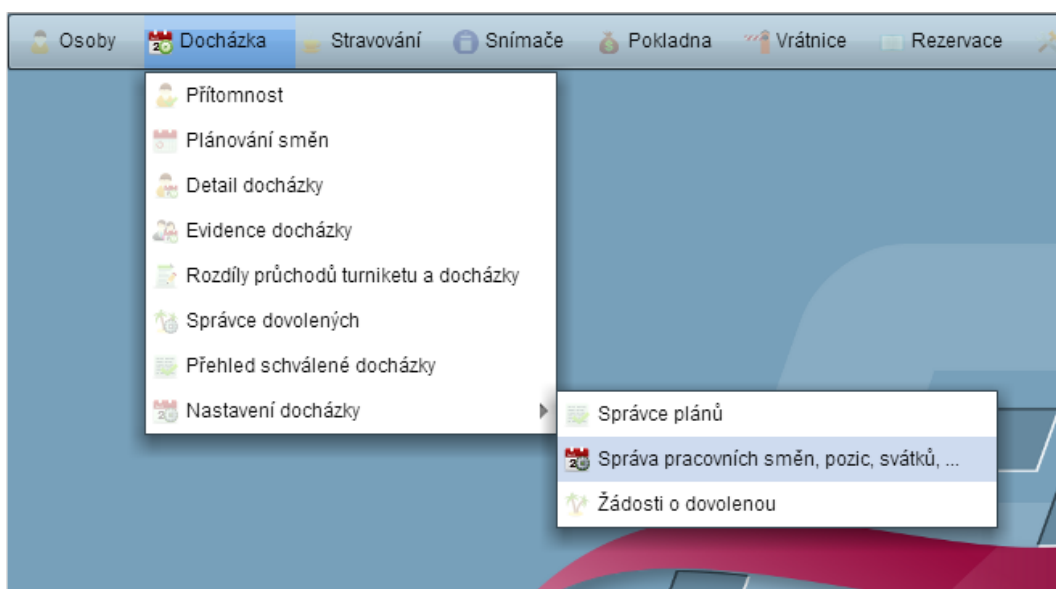 Osoby Docházka Stravování Snímače Pokladna Vrátnice Rezervace
Přítomnost
Plánování směn
Detail docházky
Evidence docházky
Rozdíly průchodů turniketu a docházky
Správce dovolených
Přehled schválené docházky
Nastavení docházky
Správce plánů
Správa pracovních směn, pozic, svátků, ...
Žádosti o dovolenou